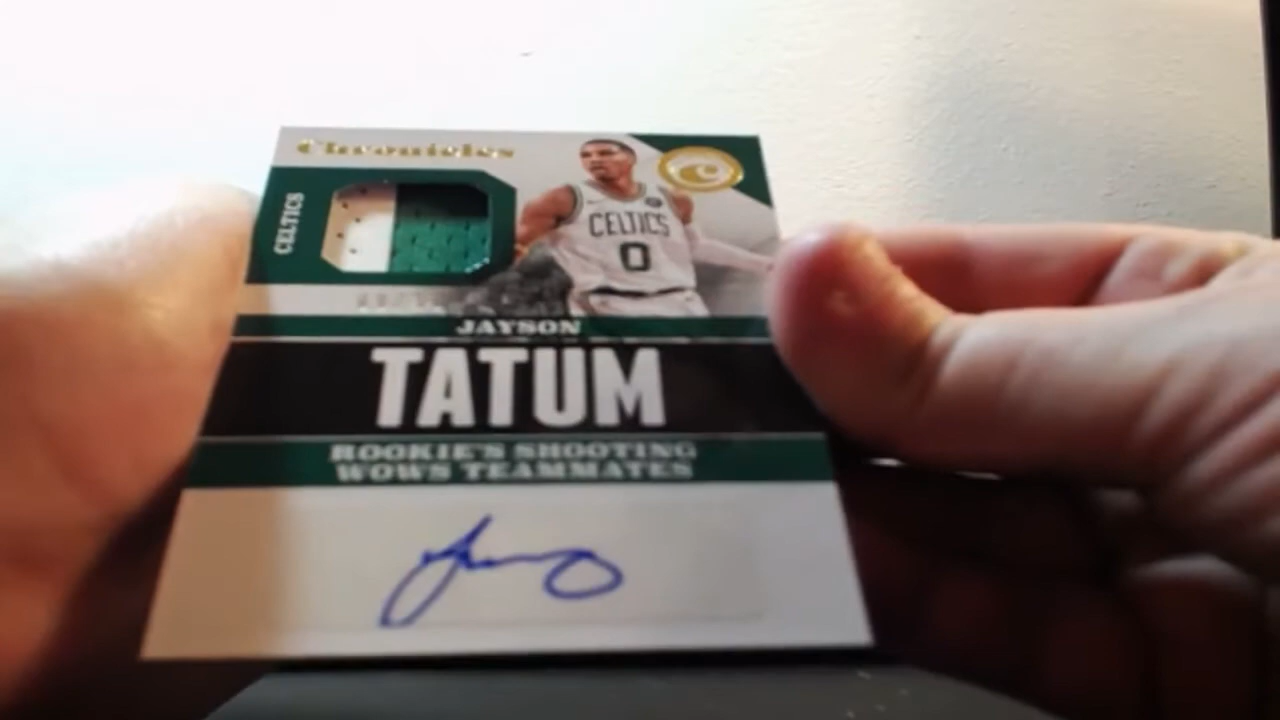 Chronicles
CELTICS
CELTICS
0
JAYSON
TATUM
ROOKIE'S SHOOTING
WOWS TEAMMATES